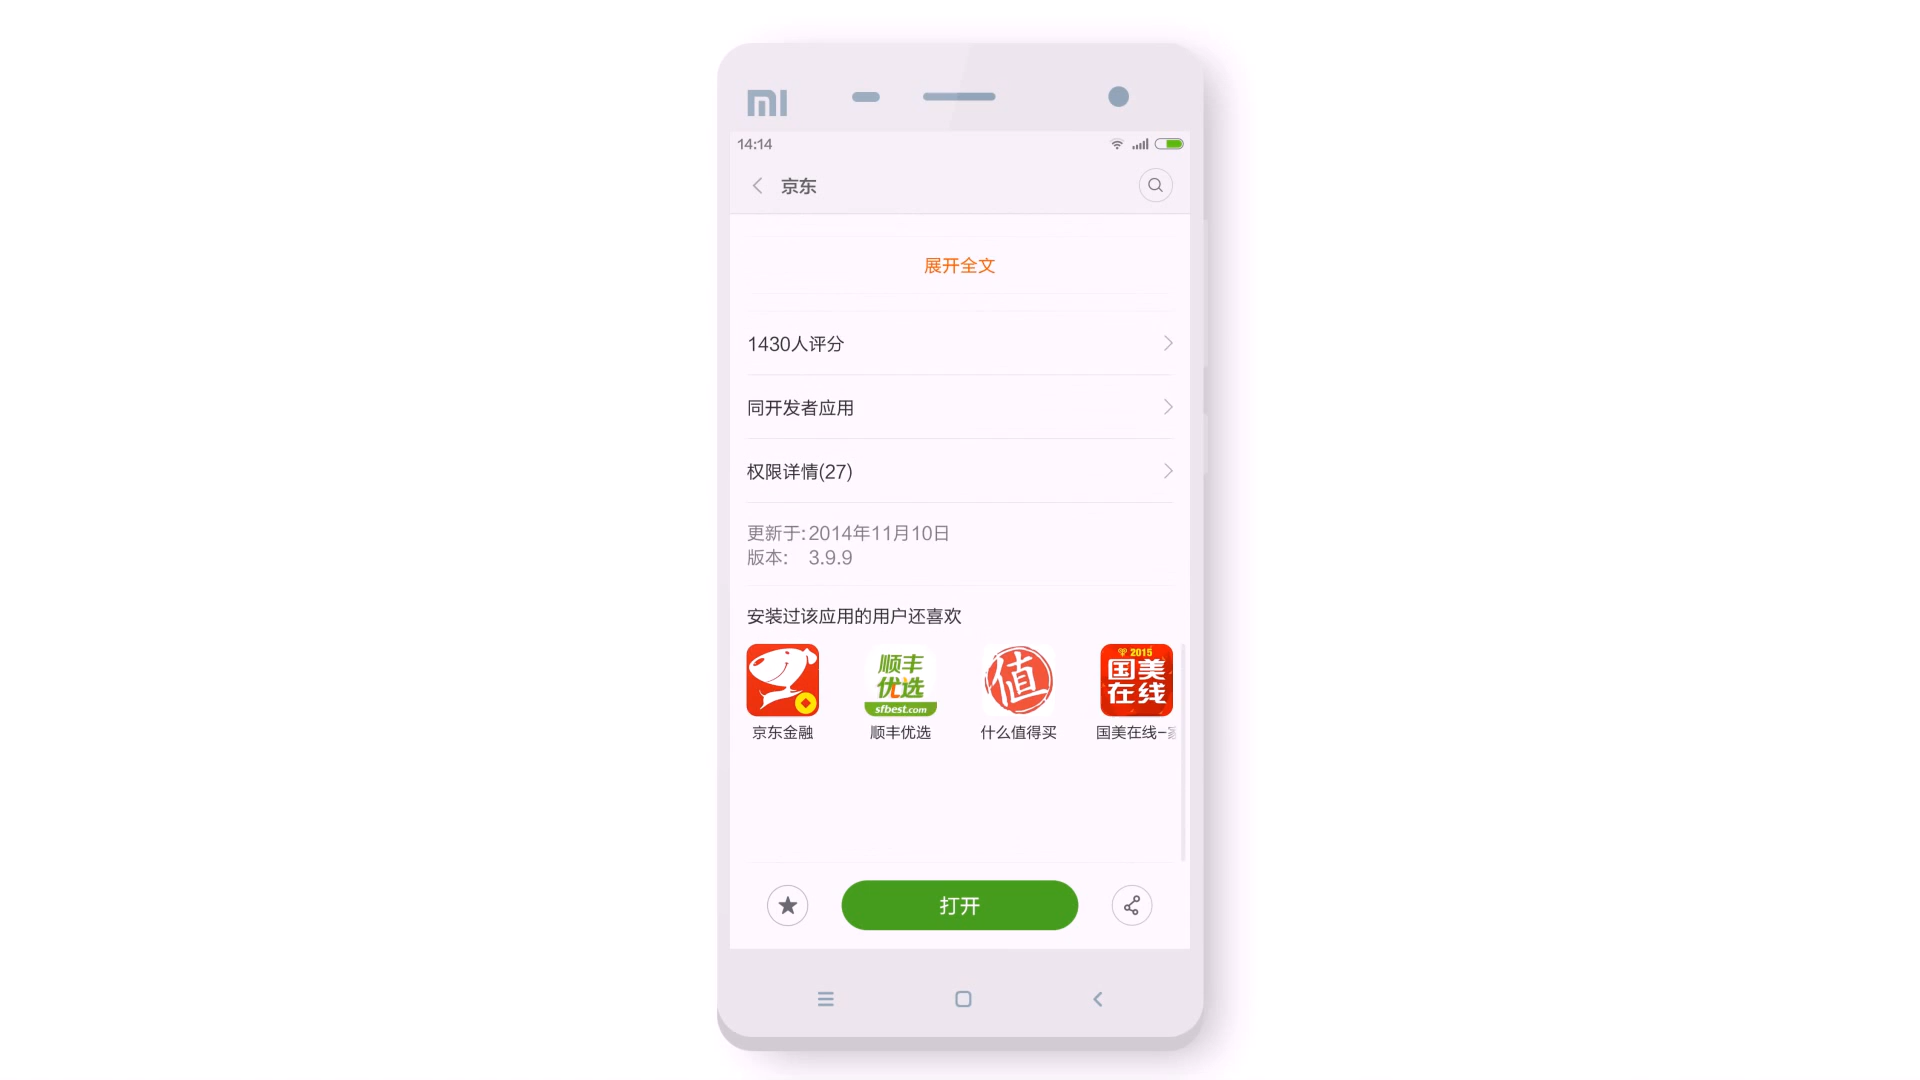 mi
14:14
京东
展开全文
1430人评分
同开发者应用
权限详情(27)
更新于:2014年11月10日
版本: 3.9.9
安装过该应用的用户还喜欢
顺丰
优选
sfbest.com
值
2015
国美
在线
京东金融
顺丰优选
什么值得买
国美在线-
打开